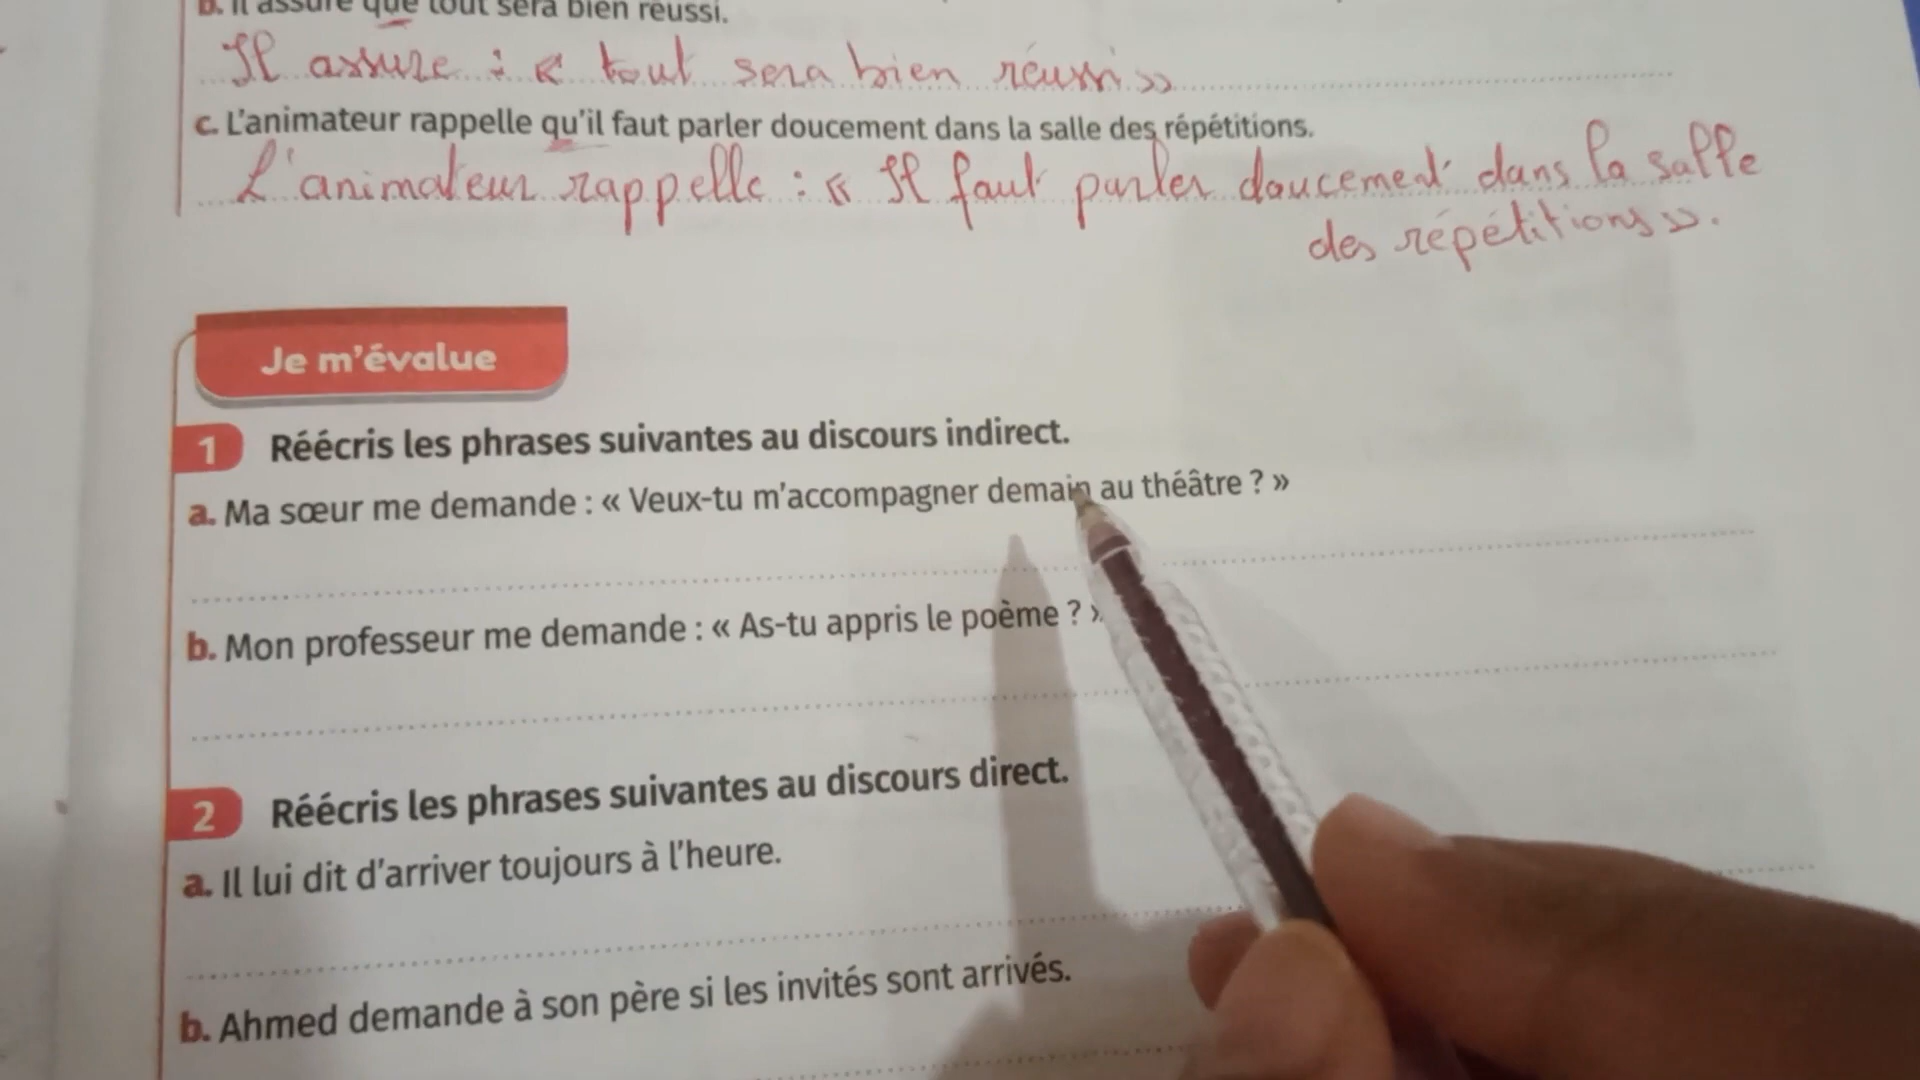 b. Il assure que tout sera bien réussi.
Il assure : « tout sera bien réussi »
c. L'animateur rappelle qu'il faut parler doucement dans la salle des répétitions.
L'animateur rappelle : « Il faut parler doucement dans la salle
des répétitions ».
Je m'évalue
1 Réécris les phrases suivantes au discours indirect.
a. Ma sœur me demande : « Veux-tu m'accompagner demain au théâtre ? »
b. Mon professeur me demande : « As-tu appris le poème ? »
2 Réécris les phrases suivantes au discours direct.
a. Il lui dit d'arriver toujours à l'heure.
b. Ahmed demande à son père si les invités sont arrivés.